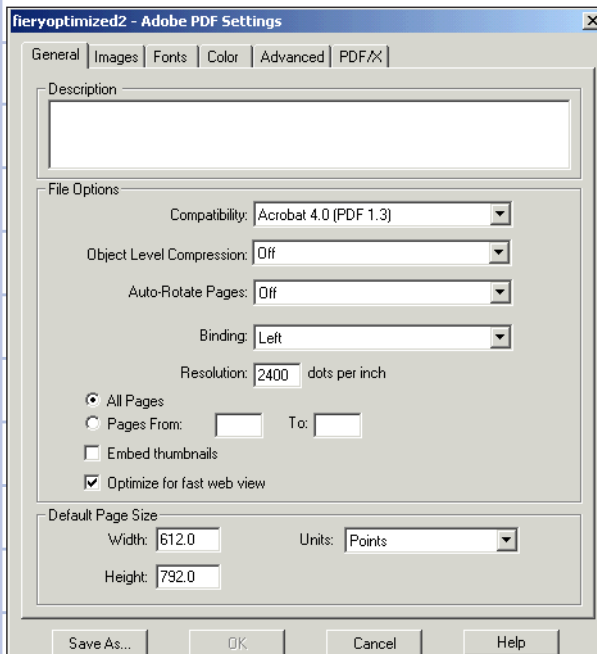 fieryoptimized2 - Adobe PDF Settings
General Images Fonts Color Advanced PDF/X
Description
File Options
Compatibility: Acrobat 4.0 (PDF 1.3)
Object Level Compression: Off
Auto-Rotate Pages: Off
Binding: Left
Resolution: 2400 dots per inch
All Pages
Pages From: To:
Embed thumbnails
Optimize for fast web view
Default Page Size
Width: 612.0 Units: Points
Height: 792.0
Save As... OK Cancel Help